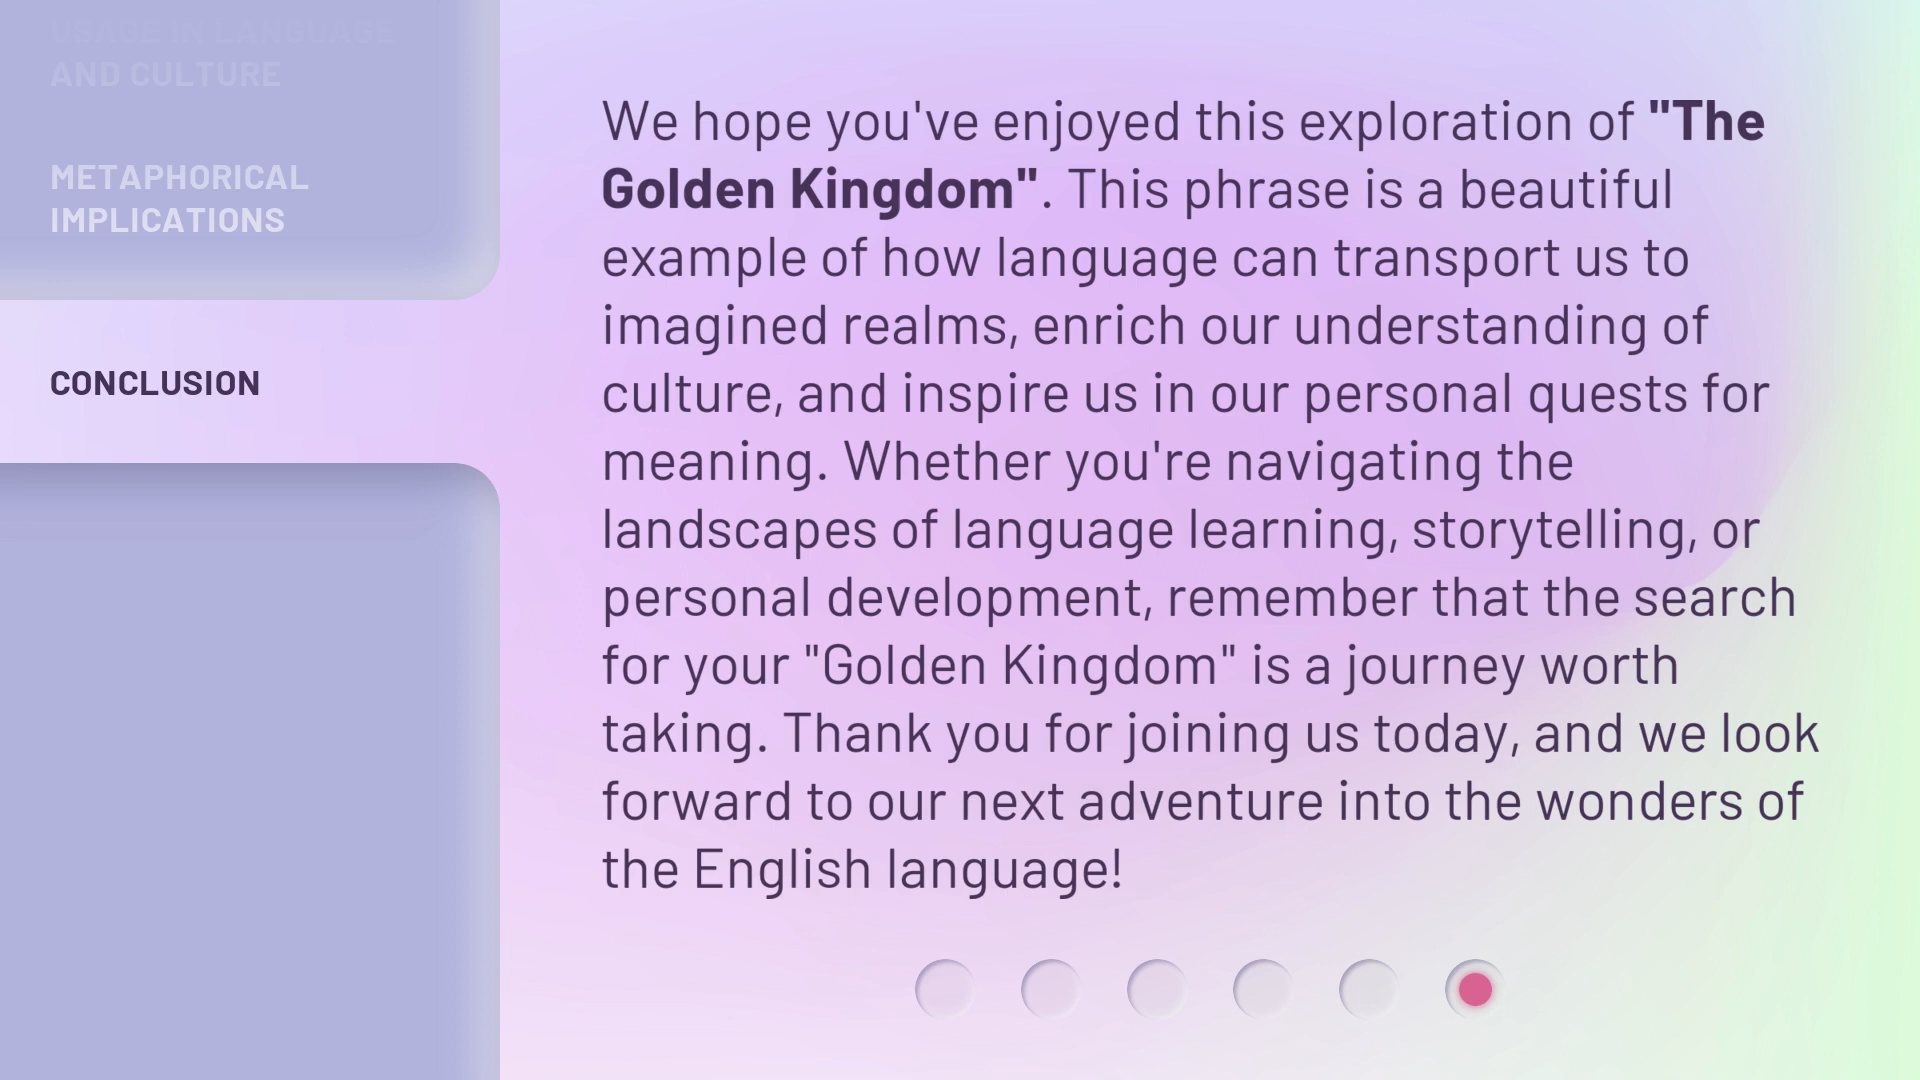 USAGE IN LANGUAGE
AND CULTURE
METAPHORICAL
IMPLICATIONS
CONCLUSION
We hope you've enjoyed this exploration of "The
Golden Kingdom". This phrase is a beautiful
example of how language can transport us to
imagined realms, enrich our understanding of
culture, and inspire us in our personal quests for
meaning. Whether you're navigating the
landscapes of language learning, storytelling, or
personal development, remember that the search
for your "Golden Kingdom" is a journey worth
taking. Thank you for joining us today, and we look
forward to our next adventure into the wonders of
the English language!